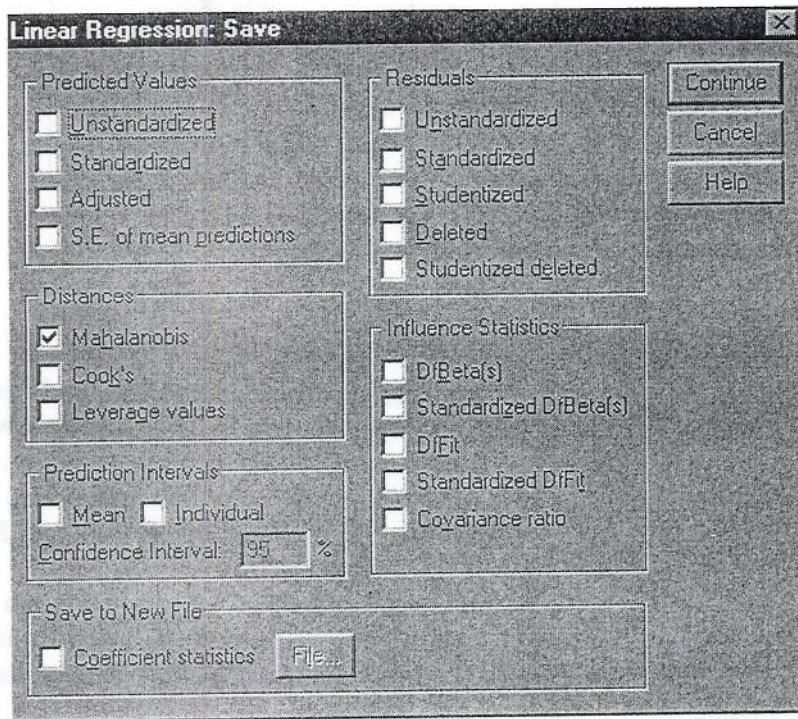 Linear Regression: Save
Predicted Values
Unstandardized
Standardized
Adjusted
S.E. of mean predictions
Distances
Mahalanobis
Cook's
Leverage values
Prediction Intervals
Mean Individual
Confidence Interval: 95 %
Save to New File
Coefficient statistics File...
Residuals
Unstandardized
Standardized
Studentized
Deleted
Studentized deleted
Influence Statistics
DfBeta(s)
Standardized DfBeta(s)
DfFit
Standardized DfFit
Covariance ratio
Continue
Cancel
Help